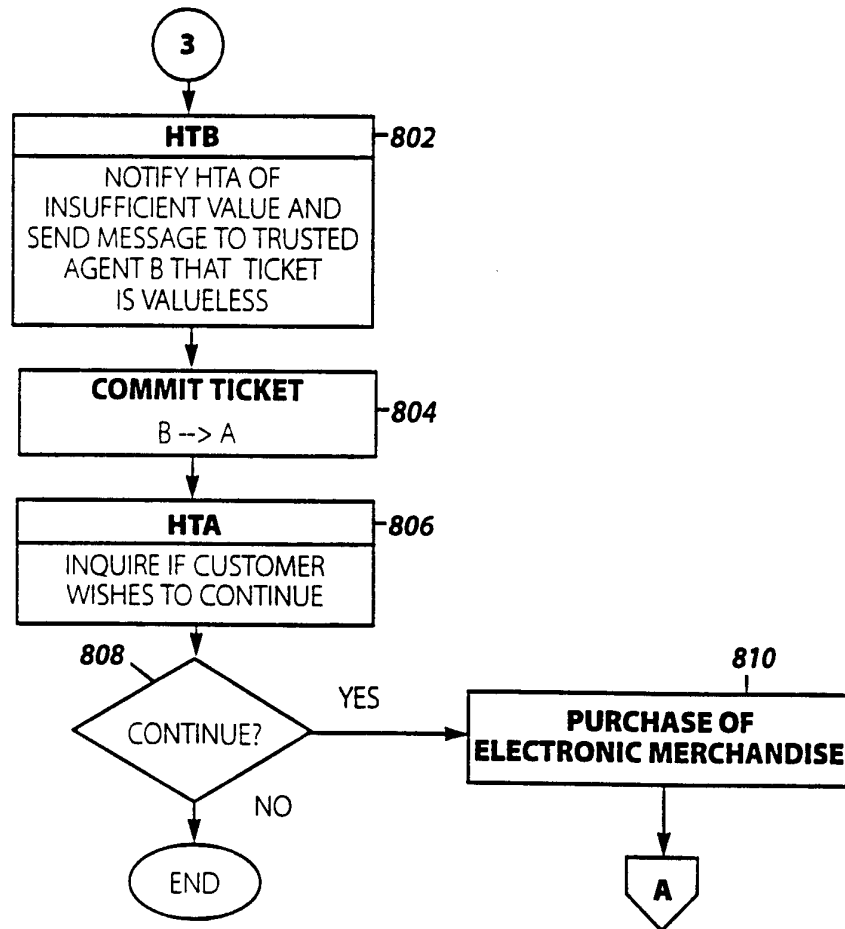 3
HTB
802
NOTIFY HTA OF
INSUFFICIENT VALUE AND
SEND MESSAGE TO TRUSTED
AGENT B THAT TICKET
IS VALUELESS
COMMIT TICKET
804
B --> A
HTA
806
INQUIRE IF CUSTOMER
WISHES TO CONTINUE
808
810
YES
CONTINUE?
PURCHASE OF
ELECTRONIC MERCHANDISE
NO
END
A